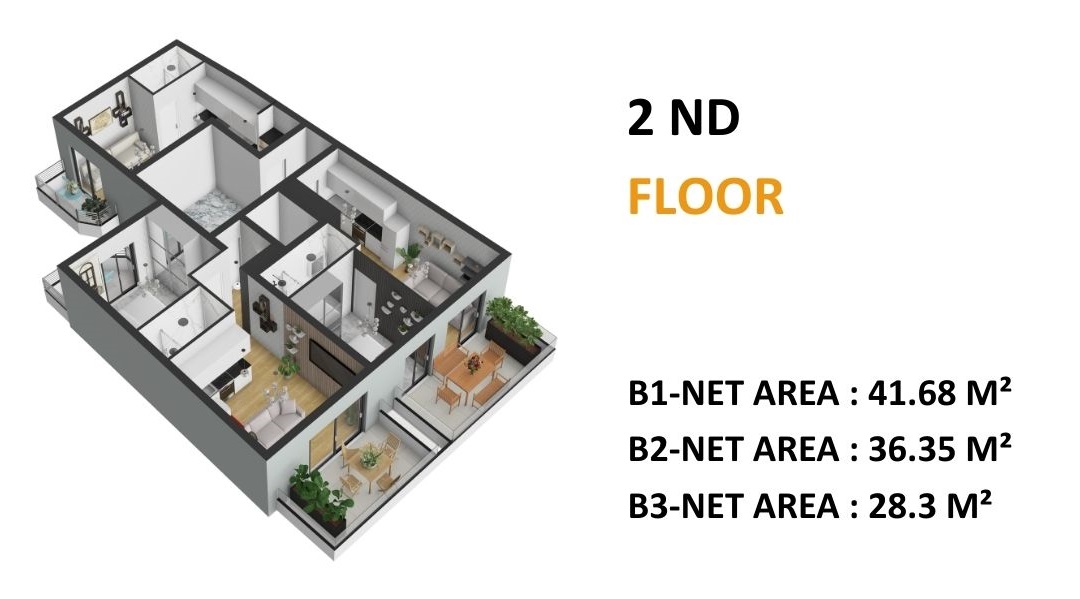 2 ND
FLOOR
B1-NET AREA : 41.68 M²
B2-NET AREA : 36.35 M²
B3-NET AREA : 28.3 M²